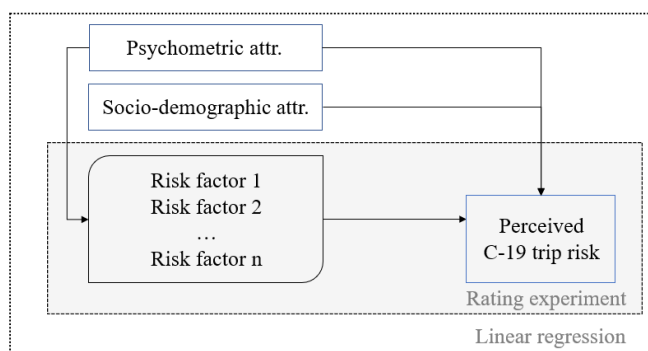 Psychometric attr.
Socio-demographic attr.
Risk factor 1
Risk factor 2
…
Risk factor n
Perceived
C-19 trip risk
Rating experiment
Linear regression